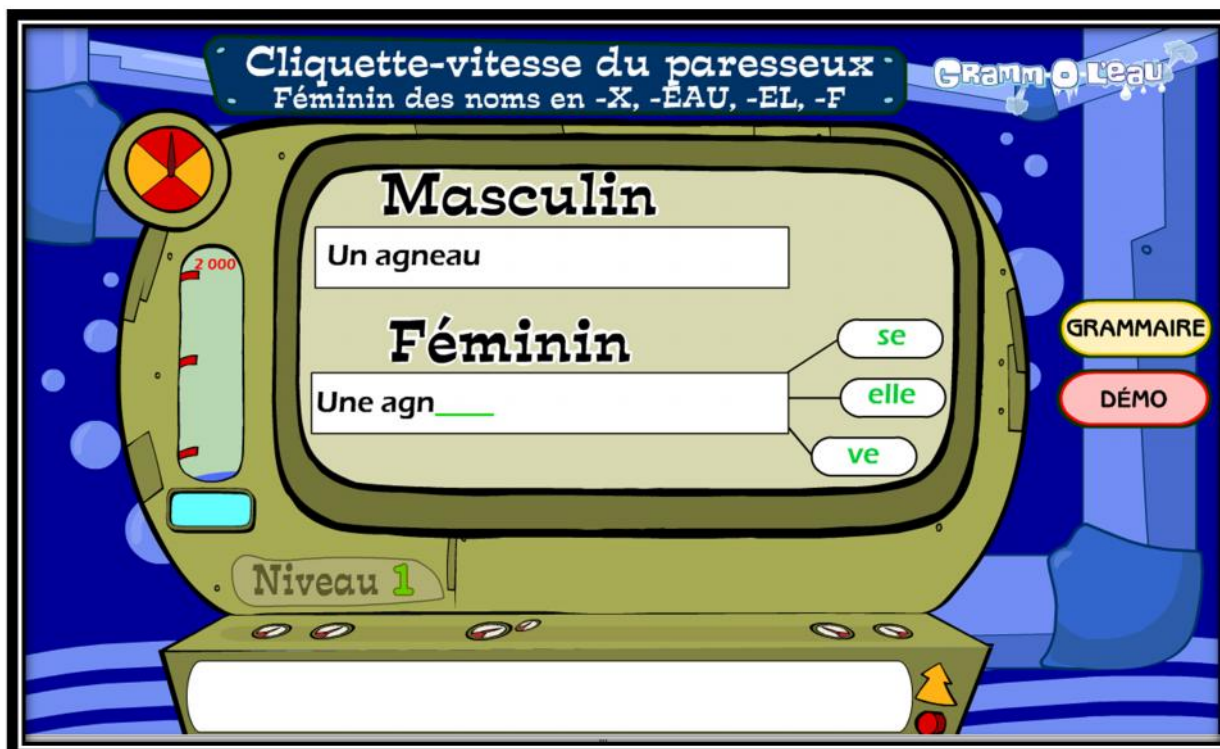 Cliquette-vitesse du paresseux
Féminin des noms en -X, -EAU, -EL, -F
GRamm-O L'eau
Masculin
2 000
Un agneau
Féminin
se
GRAMMAIRE
Une agn____
elle
DÉMO
ve
Niveau 1